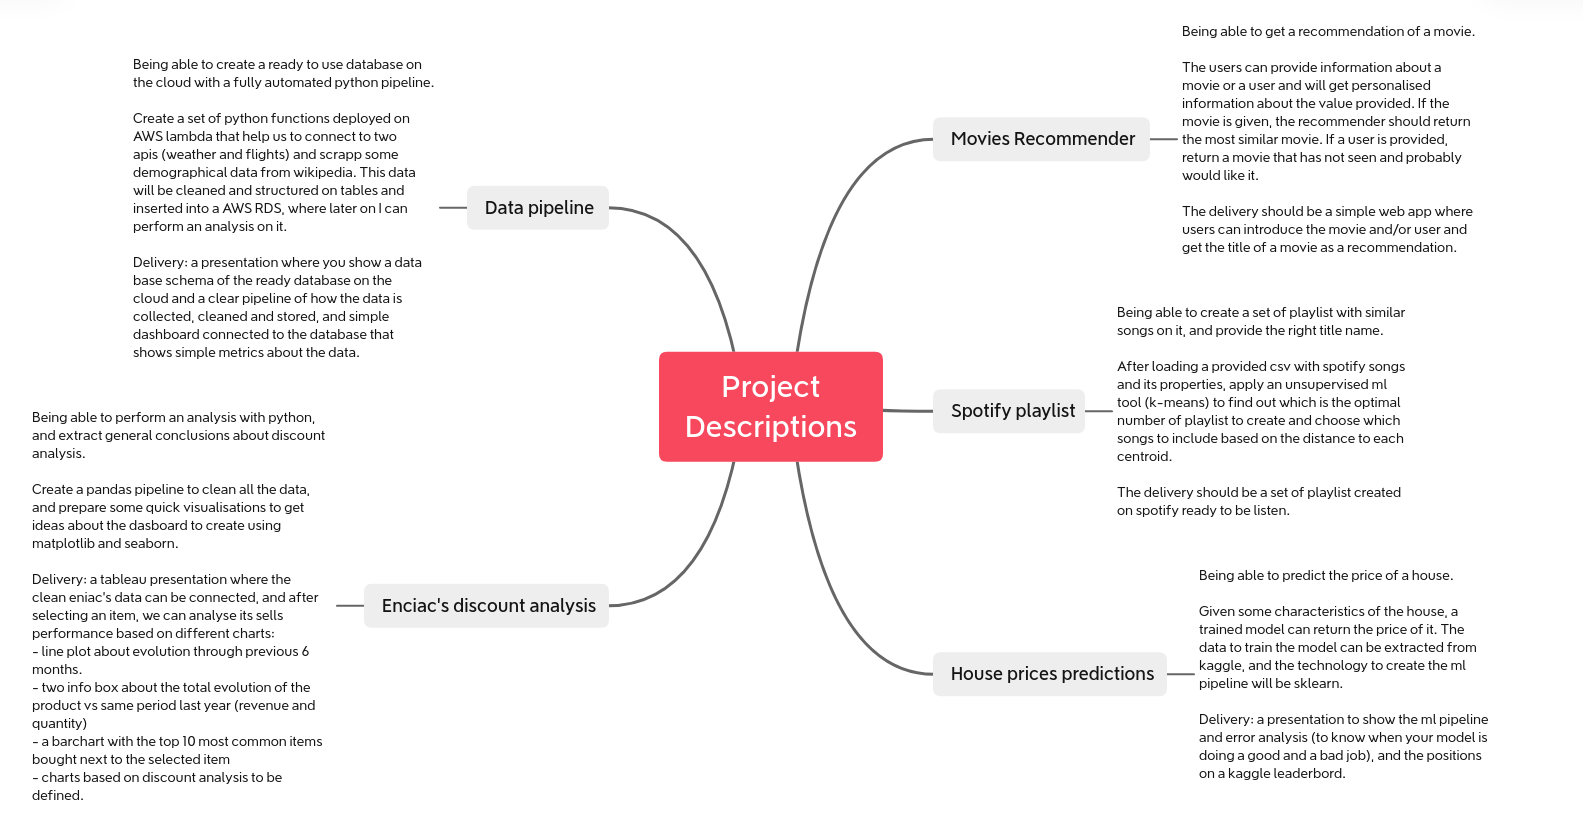 Project
Descriptions
Data pipeline
Being able to create a ready to use database on
the cloud with a fully automated python pipeline.
Create a set of python functions deployed on
AWS lambda that help us to connect to two
apis (weather and flights) and scrapp some
demographical data from wikipedia. This data
will be cleaned and structured on tables and
inserted into a AWS RDS, where later on I can
perform an analysis on it.
Delivery: a presentation where you show a data
base schema of the ready database on the
cloud and a clear pipeline of how the data is
collected, cleaned and stored, and simple
dashboard connected to the database that
shows simple metrics about the data.
Enciac's discount analysis
Being able to perform an analysis with python,
and extract general conclusions about discount
analysis.
Create a pandas pipeline to clean all the data,
and prepare some quick visualisations to get
ideas about the dasboard to create using
matplotlib and seaborn.
Delivery: a tableau presentation where the
clean eniac's data can be connected, and after
selecting an item, we can analyse its sells
performance based on different charts:
- line plot about evolution through previous 6
months.
- two info box about the total evolution of the
product vs same period last year (revenue and
quantity)
- a barchart with the top 10 most common items
bought next to the selected item
- charts based on discount analysis to be
defined.
Movies Recommender
Being able to get a recommendation of a movie.
The users can provide information about a
movie or a user and will get personalised
information about the value provided. If the
movie is given, the recommender should return
the most similar movie. If a user is provided,
return a movie that has not seen and probably
would like it.
The delivery should be a simple web app where
users can introduce the movie and/or user and
get the title of a movie as a recommendation.
Spotify playlist
Being able to create a set of playlist with similar
songs on it, and provide the right title name.
After loading a provided csv with spotify songs
and its properties, apply an unsupervised ml
tool (k-means) to find out which is the optimal
number of playlist to create and choose which
songs to include based on the distance to each
centroid.
The delivery should be a set of playlist created
on spotify ready to be listen.
House prices predictions
Being able to predict the price of a house.
Given some characteristics of the house, a
trained model can return the price of it. The
data to train the model can be extracted from
kaggle, and the technology to create the ml
pipeline will be sklearn.
Delivery: a presentation to show the ml pipeline
and error analysis (to know when your model is
doing a good and a bad job), and the positions
on a kaggle leaderbord.